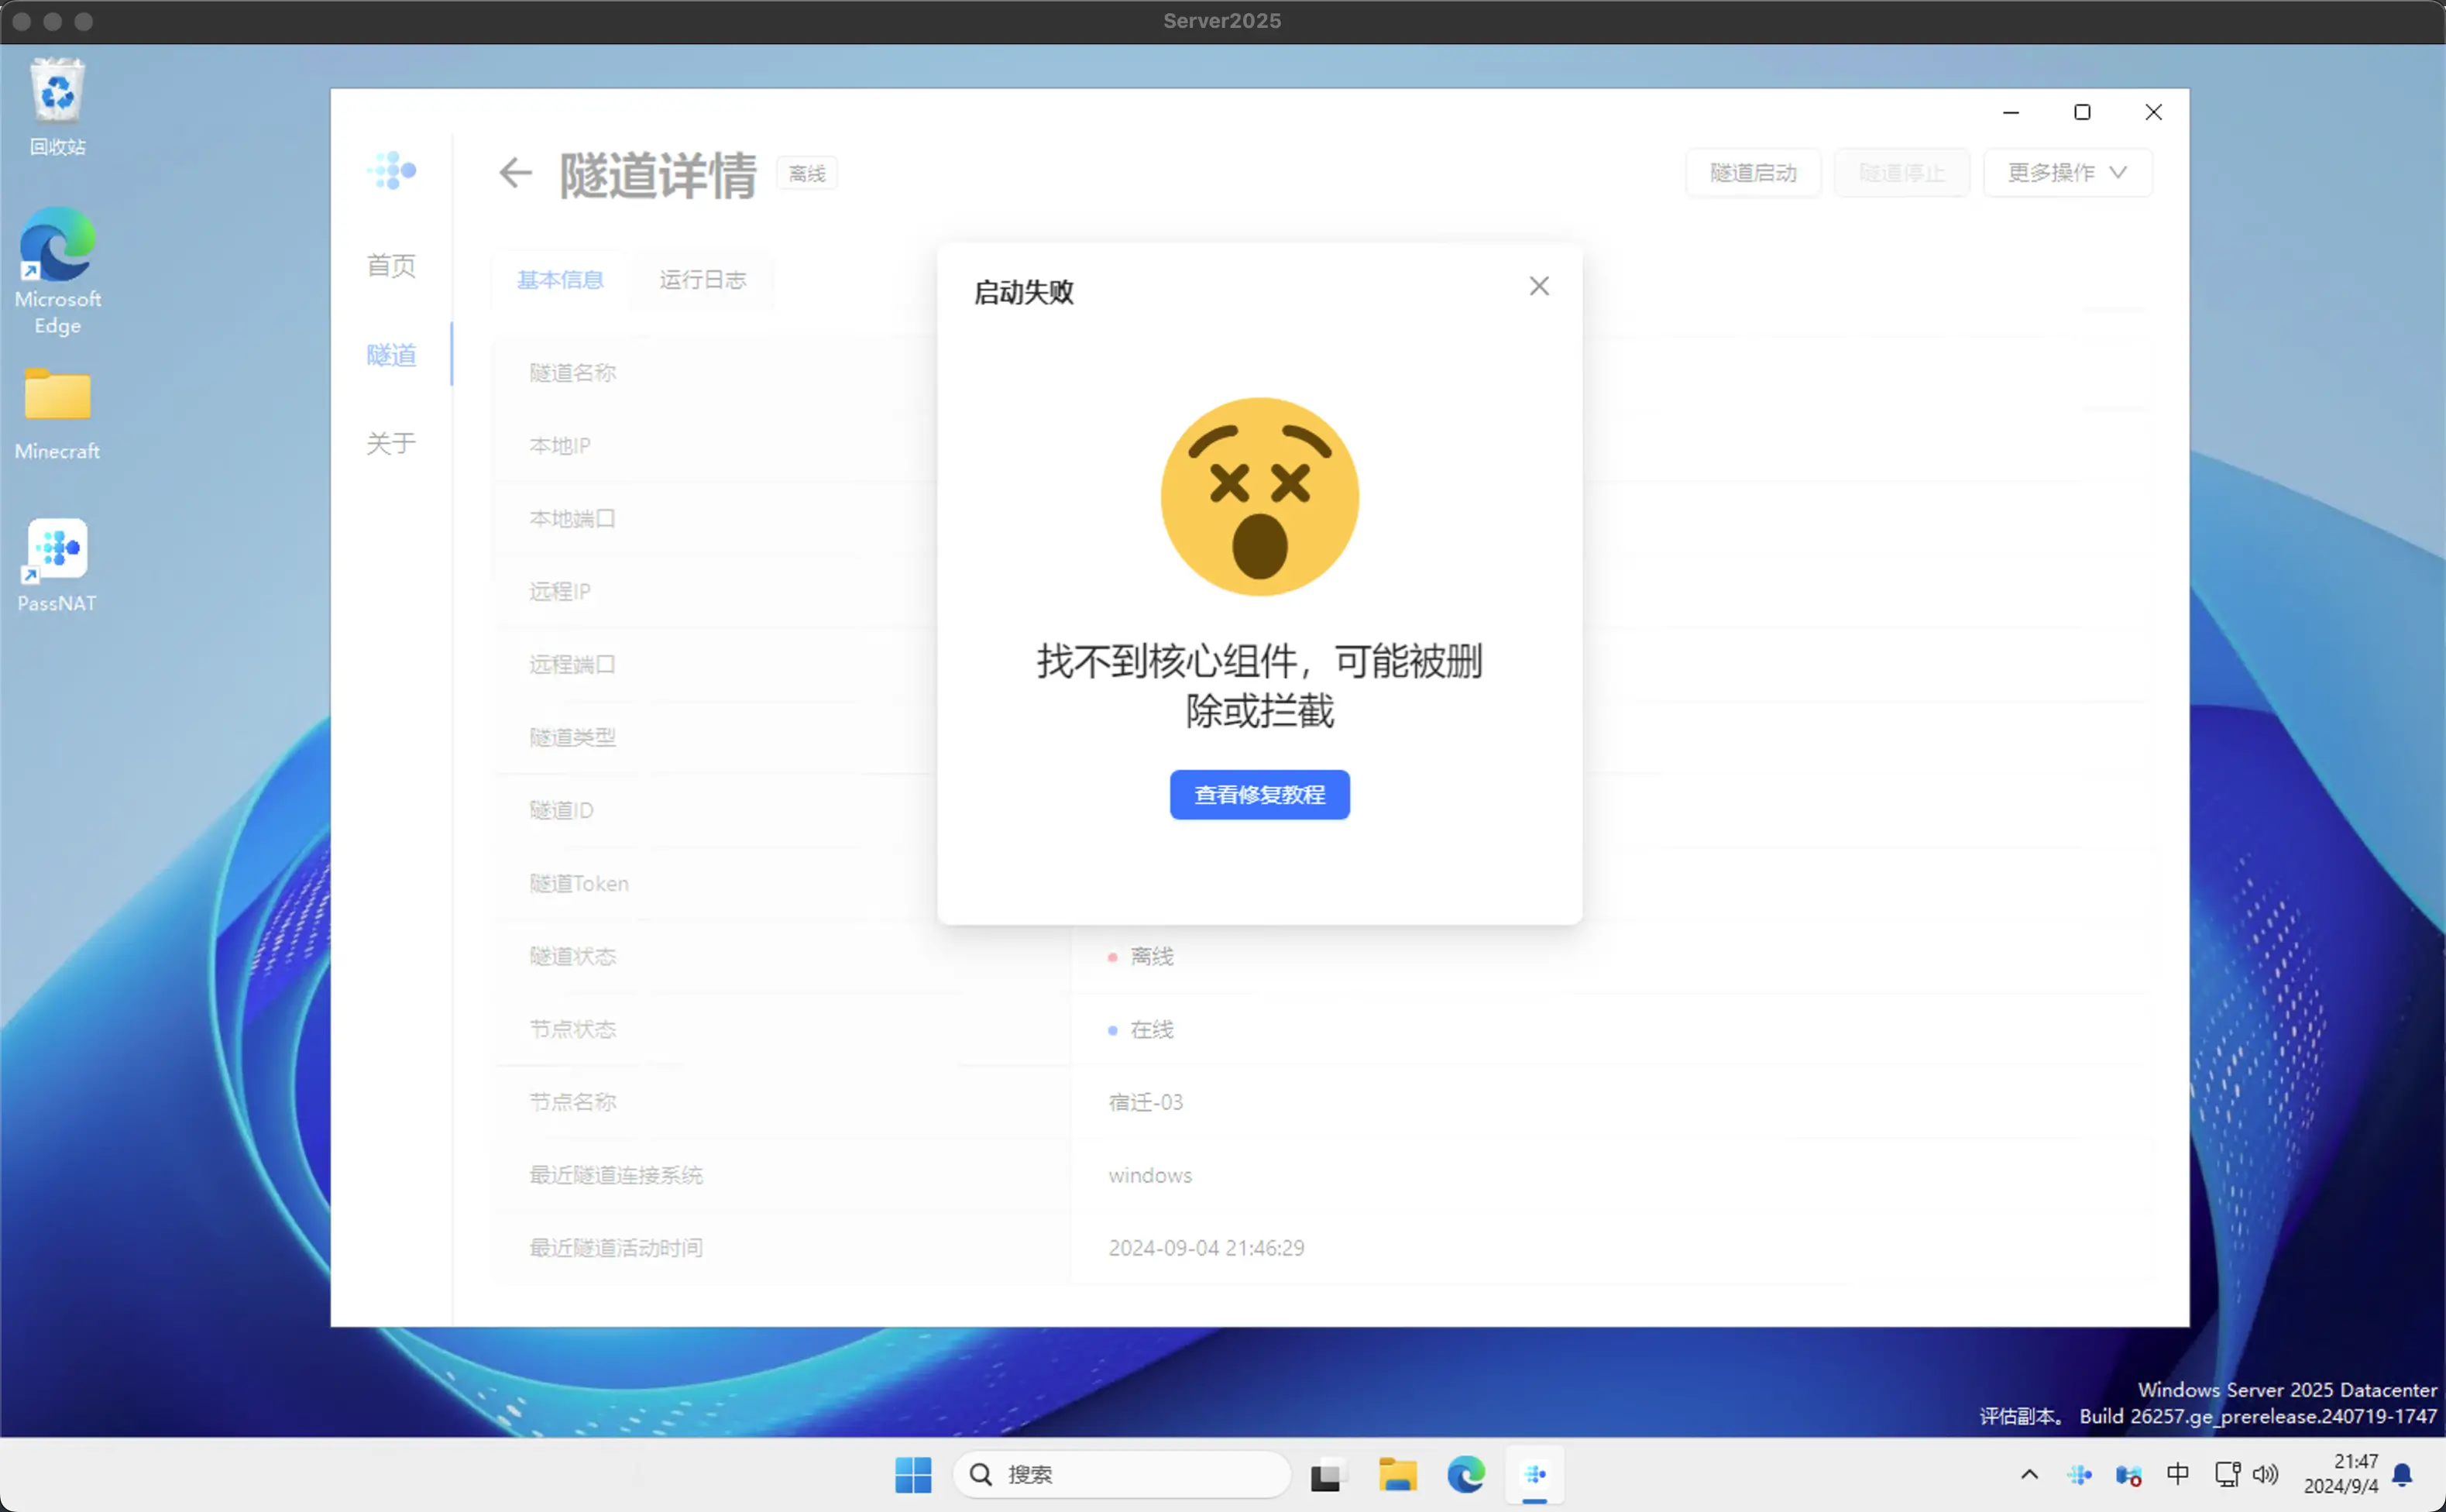 Server2025
回收站
Microsoft
Edge
Minecraft
PassNAT
首页
隧道
关于
隧道详情
离线
隧道启动
隧道停止
更多操作
基本信息
运行日志
隧道名称
本地IP
本地端口
远程IP
远程端口
隧道类型
隧道ID
隧道Token
隧道状态
离线
节点状态
在线
节点名称
宿迁-03
最近隧道连接系统
windows
最近隧道活动时间
2024-09-04 21:46:29
启动失败
找不到核心组件，可能被删
除或拦截
查看修复教程
Windows Server 2025 Datacenter
评估副本。 Build 26257.ge_prerelease.240719-1747
搜索
中
21:47
2024/9/4